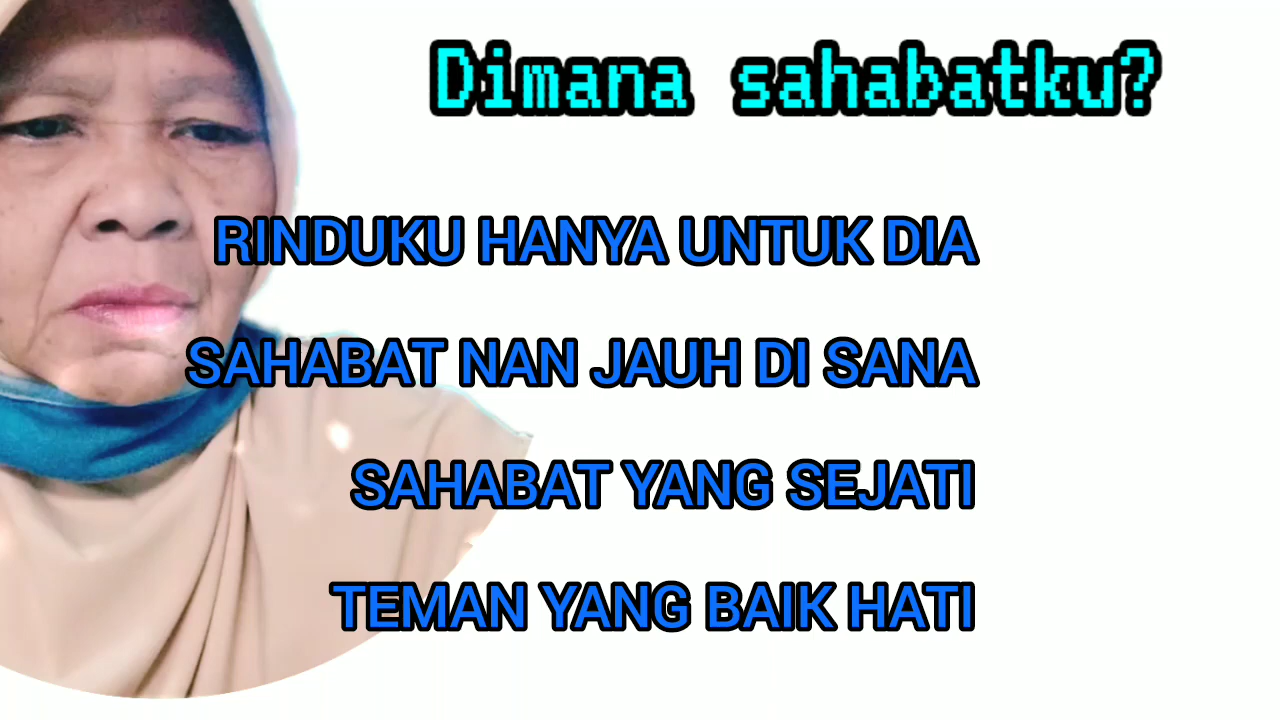 Dimana sahabatku?
RINDUKU HANYA UNTUK DIA
SAHABAT NAN JAUH DI SANA
SAHABAT YANG SEJATI
TEMAN YANG BAIK HATI